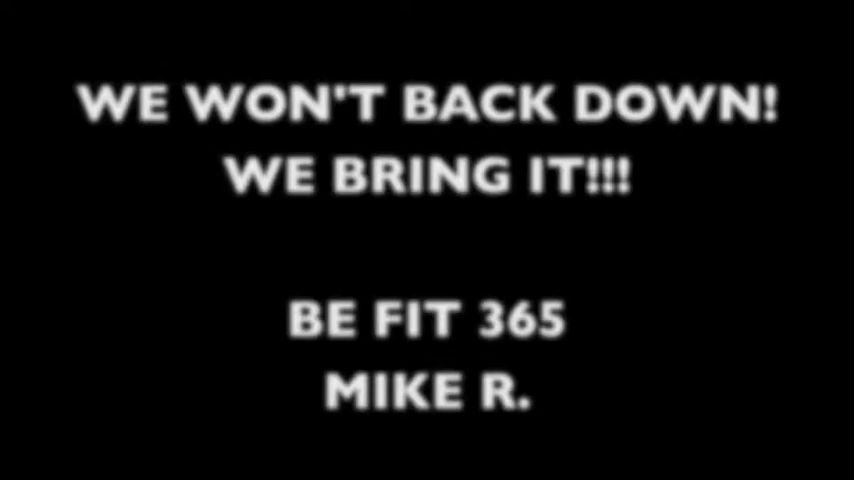 WE WON'T BACK DOWN!
WE BRING IT!!!
BE FIT 365
MIKE R.